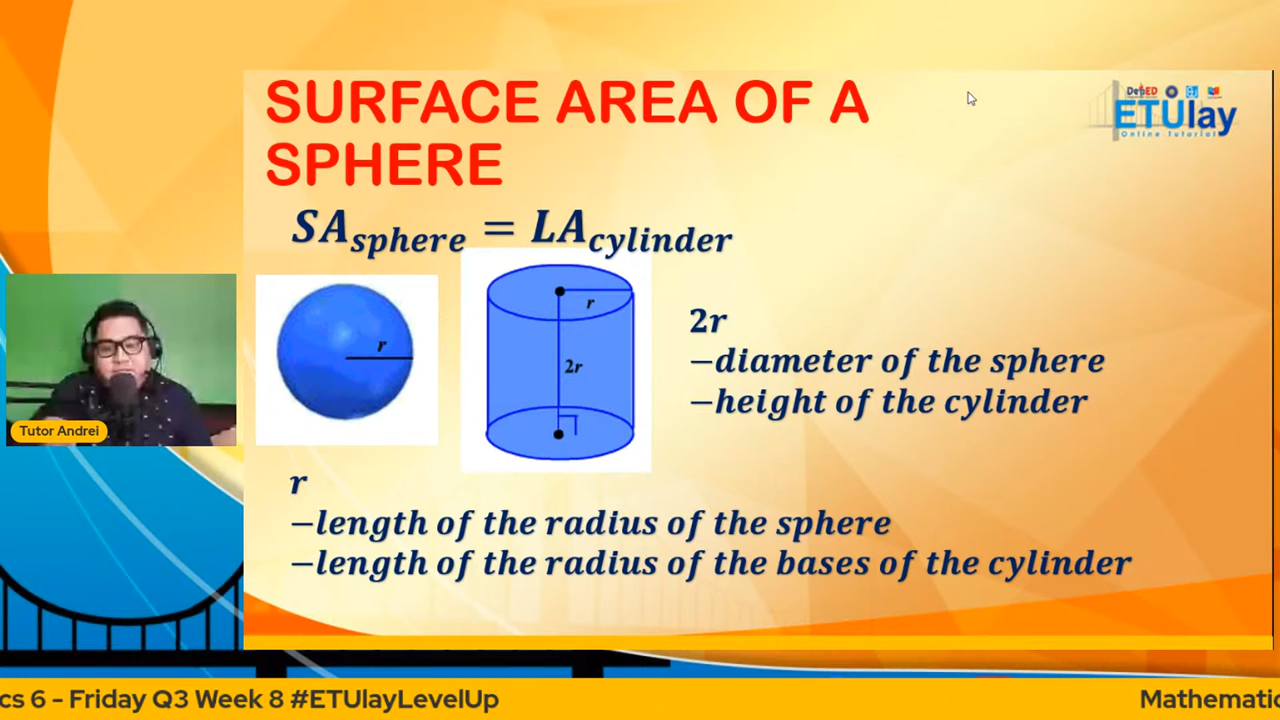 SURFACE AREA OF A
SPHERE
DepED
ETUlay
Online Tutorial
SAsphere = LAcylinder
r
r
2r
2r
−diameter of the sphere
−height of the cylinder
Tutor Andrei
r
−length of the radius of the sphere
−length of the radius of the bases of the cylinder
cs 6 - Friday Q3 Week 8 #ETUlayLevelUp
Mathematic